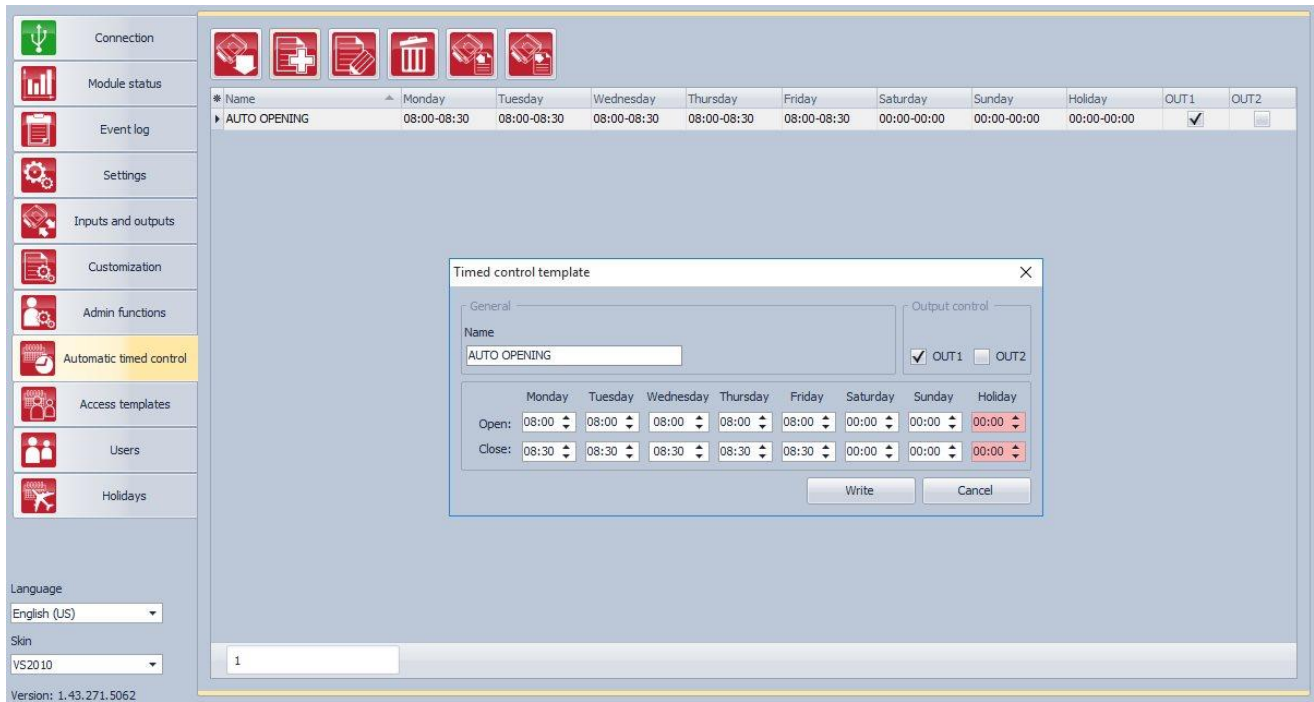 Connection
Module status
Event log
Settings
Inputs and outputs
Customization
Admin functions
Automatic timed control
Access templates
Users
Holidays
Language
English (US)
Skin
VS2010
Version: 1.43.271.5062
Name Monday Tuesday Wednesday Thursday Friday Saturday Sunday Holiday OUT1 OUT2
AUTO OPENING 08:00-08:30 08:00-08:30 08:00-08:30 08:00-08:30 08:00-08:30 00:00-00:00 00:00-00:00 00:00-00:00
Timed control template
General
Output control
Name
AUTO OPENING
OUT1 OUT2
Monday Tuesday Wednesday Thursday Friday Saturday Sunday Holiday
Open: 08:00 08:00 08:00 08:00 08:00 00:00 00:00 00:00
Close: 08:30 08:30 08:30 08:30 08:30 00:00 00:00 00:00
Write Cancel
1